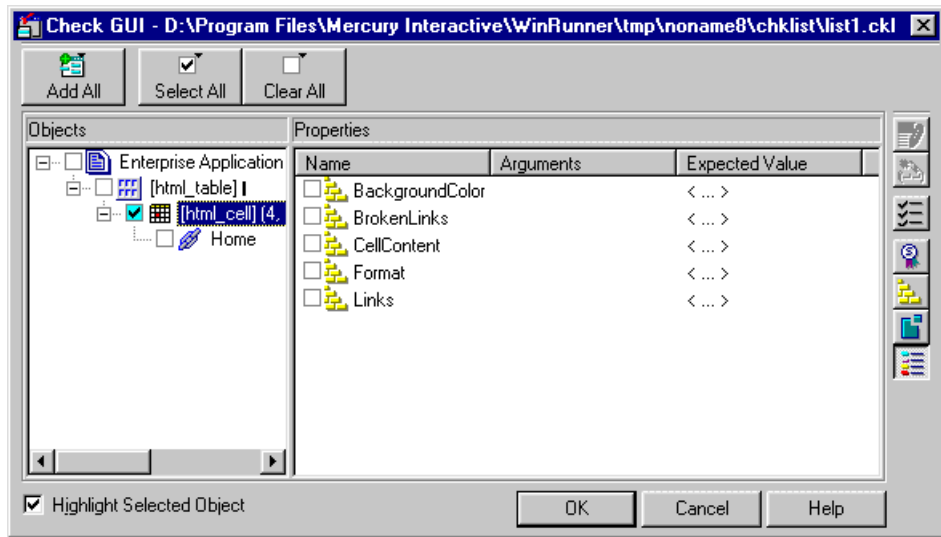 Check GUI - D:\Program Files\Mercury Interactive\WinRunner\tmp\noname8\chklist\list1.ckl
Add All Select All Clear All
Objects Properties
Enterprise Application
[html_table] I
[html_cell] (4,
Home
Name Arguments Expected Value
BackgroundColor < ... >
BrokenLinks < ... >
CellContent < ... >
Format < ... >
Links < ... >
Highlight Selected Object
OK Cancel Help